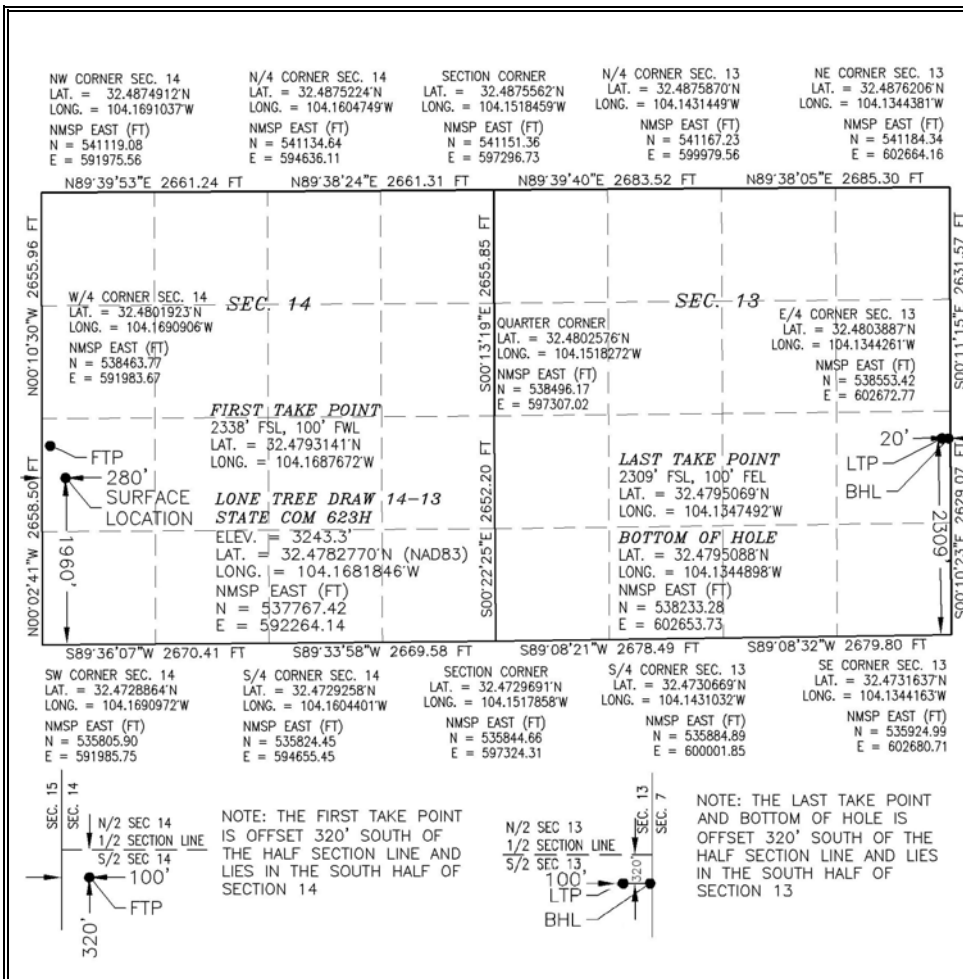 NW CORNER SEC. 14
LAT. = 32.4874912°N
LONG. = 104.1691037°W
NMSP EAST (FT)
N = 541119.08
E = 591975.56
N/4 CORNER SEC. 14
LAT. = 32.4875224°N
LONG. = 104.1604749°W
NMSP EAST (FT)
N = 541134.64
E = 594636.11
SECTION CORNER
LAT. = 32.4875562°N
LONG. = 104.1518459°W
NMSP EAST (FT)
N = 541151.36
E = 597296.73
N/4 CORNER SEC. 13
LAT. = 32.4875870°N
LONG. = 104.1431449°W
NMSP EAST (FT)
N = 541167.23
E = 599979.56
NE CORNER SEC. 13
LAT. = 32.4876206°N
LONG. = 104.1344381°W
NMSP EAST (FT)
N = 541184.34
E = 602664.16
N89°39'53"E 2661.24 FT
N89°38'24"E 2661.31 FT
N89°39'40"E 2683.52 FT
N89°38'05"E 2685.30 FT
N00°10'30"W 2655.96 FT
S00°13'19"E 2655.85 FT
S00°11'15"E 2631.57 FT
W/4 CORNER SEC. 14
LAT. = 32.4801923°N
LONG. = 104.1690906°W
NMSP EAST (FT)
N = 538463.77
E = 591983.67
SEC. 14
SEC. 13
QUARTER CORNER
LAT. = 32.4802576°N
LONG. = 104.1518272°W
NMSP EAST (FT)
N = 538496.17
E = 597307.02
E/4 CORNER SEC. 13
LAT. = 32.4803887°N
LONG. = 104.1344261°W
NMSP EAST (FT)
N = 538553.42
E = 602672.77
FIRST TAKE POINT
2338' FSL, 100' FWL
LAT. = 32.4793141°N
LONG. = 104.1687672°W
FTP
280'
SURFACE
LOCATION
1990'
LONE TREE DRAW 14-13
STATE COM 623H
ELEV. = 3243.3'
LAT. = 32.4782770°N (NAD83)
LONG. = 104.1681846°W
NMSP EAST (FT)
N = 537767.42
E = 592264.14
LAST TAKE POINT
2309' FSL, 100' FEL
LAT. = 32.4795069°N
LONG. = 104.1347492°W
BOTTOM OF HOLE
LAT. = 32.4795088°N
LONG. = 104.1344898°W
NMSP EAST (FT)
N = 538233.28
E = 602653.73
20'
LTP
BHL
2309'
N00°02'41"W 2658.50 FT
S00°22'25"E 2652.20 FT
S00°10'23"E 2629.07 FT
S89°36'07"W 2670.41 FT
S89°33'58"W 2669.58 FT
S89°08'21"W 2678.49 FT
S89°08'32"W 2679.80 FT
SW CORNER SEC. 14
LAT. = 32.4728864°N
LONG. = 104.1690972°W
NMSP EAST (FT)
N = 535805.90
E = 591985.75
S/4 CORNER SEC. 14
LAT. = 32.4729258°N
LONG. = 104.1604401°W
NMSP EAST (FT)
N = 535824.45
E = 594655.45
SECTION CORNER
LAT. = 32.4729691°N
LONG. = 104.1517858°W
NMSP EAST (FT)
N = 535844.66
E = 597324.31
S/4 CORNER SEC. 13
LAT. = 32.4730669°N
LONG. = 104.1431032°W
NMSP EAST (FT)
N = 535884.89
E = 600001.85
SE CORNER SEC. 13
LAT. = 32.4731637°N
LONG. = 104.1344163°W
NMSP EAST (FT)
N = 535924.99
E = 602680.71
SEC. 15
SEC. 14
N/2 SEC 14
1/2 SECTION LINE
S/2 SEC 14
100'
FTP
320'
NOTE: THE FIRST TAKE POINT
IS OFFSET 320' SOUTH OF
THE HALF SECTION LINE AND
LIES IN THE SOUTH HALF OF
SECTION 14
N/2 SEC 13
1/2 SECTION LINE
S/2 SEC 13
SEC. 13
SEC. 7
320'
100'
LTP
BHL
NOTE: THE LAST TAKE POINT
AND BOTTOM OF HOLE IS
OFFSET 320' SOUTH OF THE
HALF SECTION LINE AND LIES
IN THE SOUTH HALF OF
SECTION 13